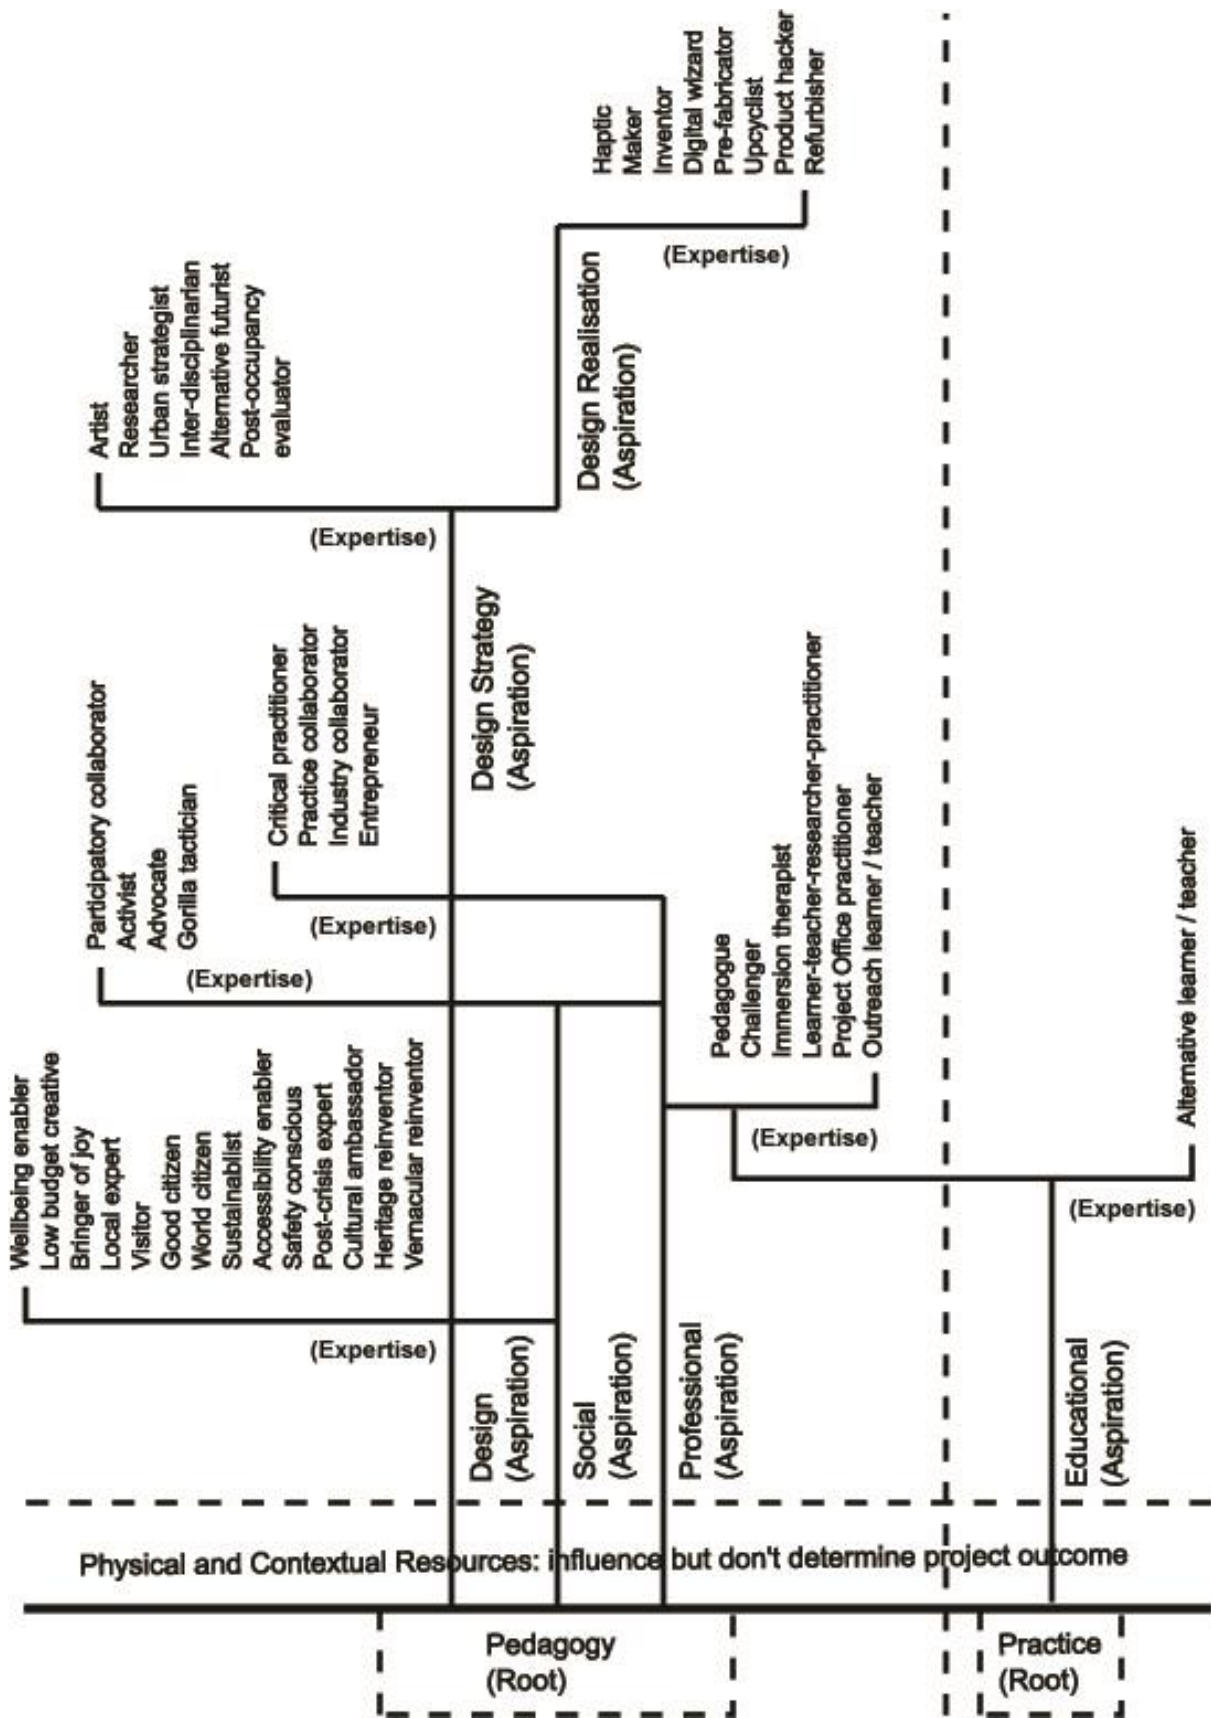 Wellbeing enabler
Low budget creative
Bringer of joy
Local expert
Visitor
Good citizen
World citizen
Sustainablist
Accessibility enabler
Safety conscious
Post-crisis expert
Cultural ambassador
Heritage reinventor
Vernacular reinventor
(Expertise)
Participatory collaborator
Activist
Advocate
Gorilla tactician
(Expertise)
Critical practitioner
Practice collaborator
Industry collaborator
Entrepreneur
(Expertise)
Artist
Researcher
Urban strategist
Inter-disciplinarian
Alternative futurist
Post-occupancy
evaluator
(Expertise)
Haptic
Maker
Inventor
Digital wizard
Pre-fabricator
Upcyclist
Product hacker
Refurbisher
(Expertise)
Design
(Aspiration)
Design Strategy
(Aspiration)
Design Realisation
(Aspiration)
Social
(Aspiration)
Professional
(Aspiration)
Pedagogue
Challenger
Immersion therapist
Learner-teacher-researcher-practitioner
Project Office practitioner
Outreach learner / teacher
(Expertise)
Educational
(Aspiration)
Alternative learner / teacher
(Expertise)
Physical and Contextual Resources: influence but don't determine project outcome
Pedagogy
(Root)
Practice
(Root)